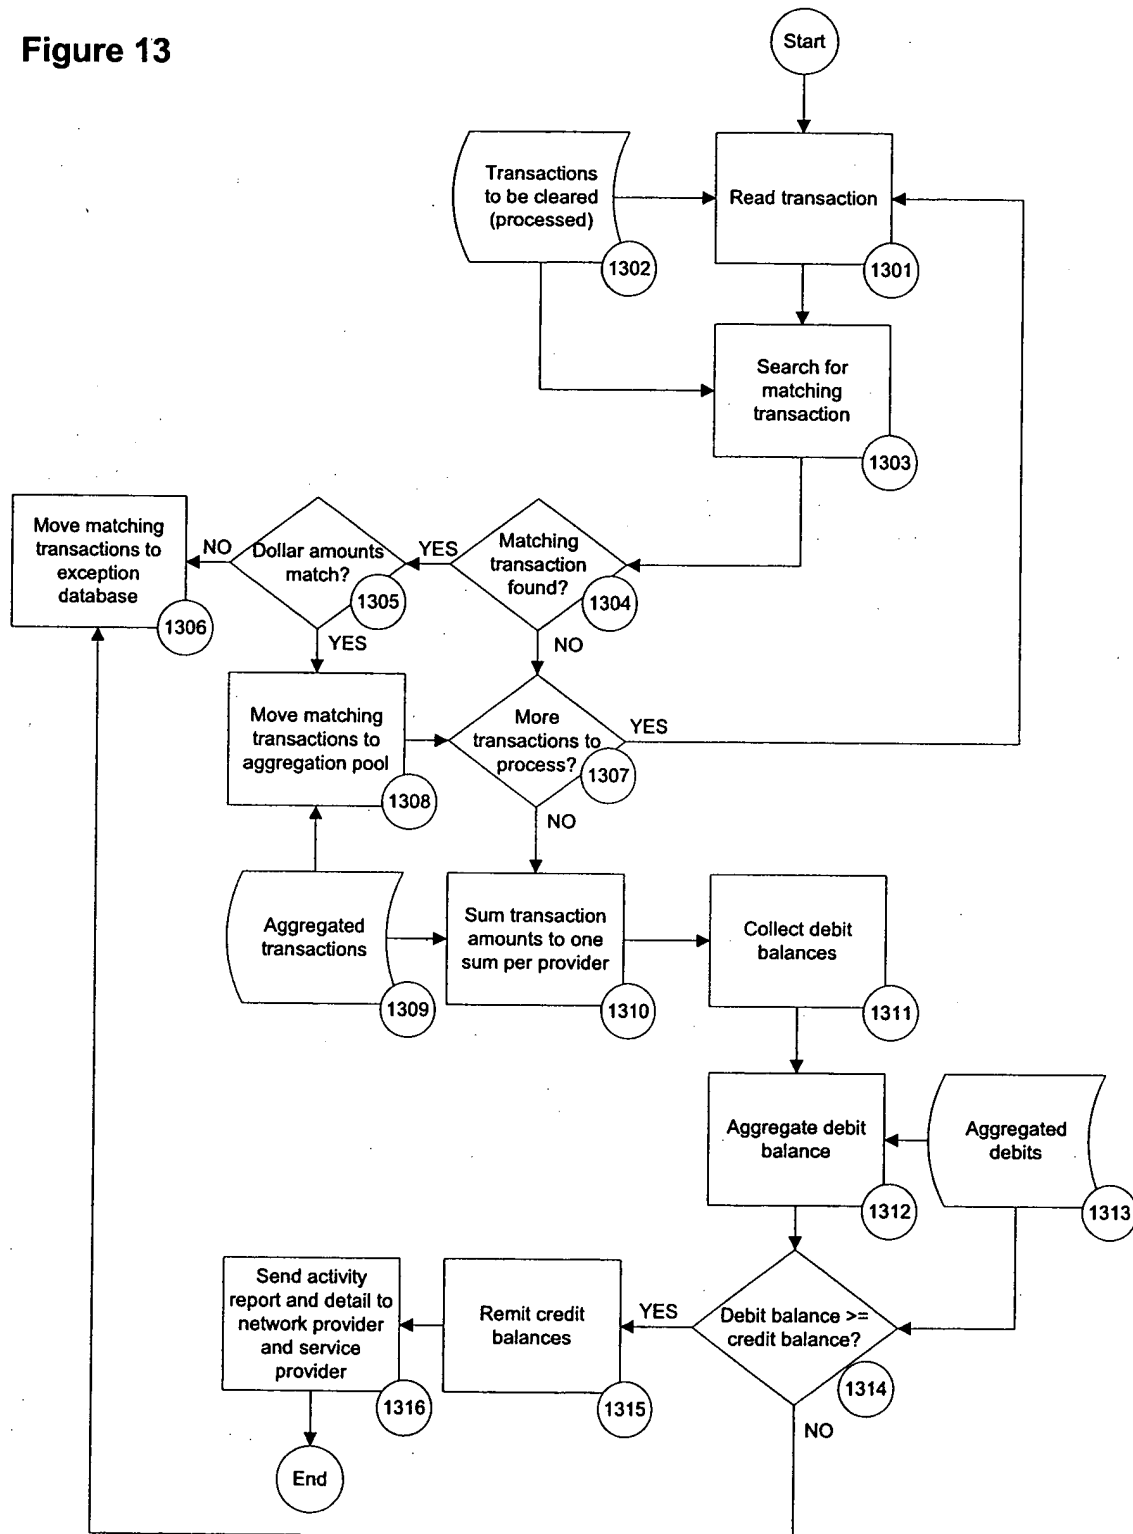 Figure 13
Start
Transactions
to be cleared
(processed)
1302
Read transaction
1301
Search for
matching
transaction
1303
Move matching
transactions to
exception
database
1306
NO
Dollar amounts
match?
1305
YES
Matching
transaction
found?
1304
YES
NO
Move matching
transactions to
aggregation pool
1308
More
transactions to
process?
1307
YES
NO
Aggregated
transactions
1309
Sum transaction
amounts to one
sum per provider
1310
Collect debit
balances
1311
Aggregate debit
balance
1312
Aggregated
debits
1313
Send activity
report and detail to
network provider
and service
provider
1316
Remit credit
balances
1315
YES
Debit balance >=
credit balance?
1314
NO
End